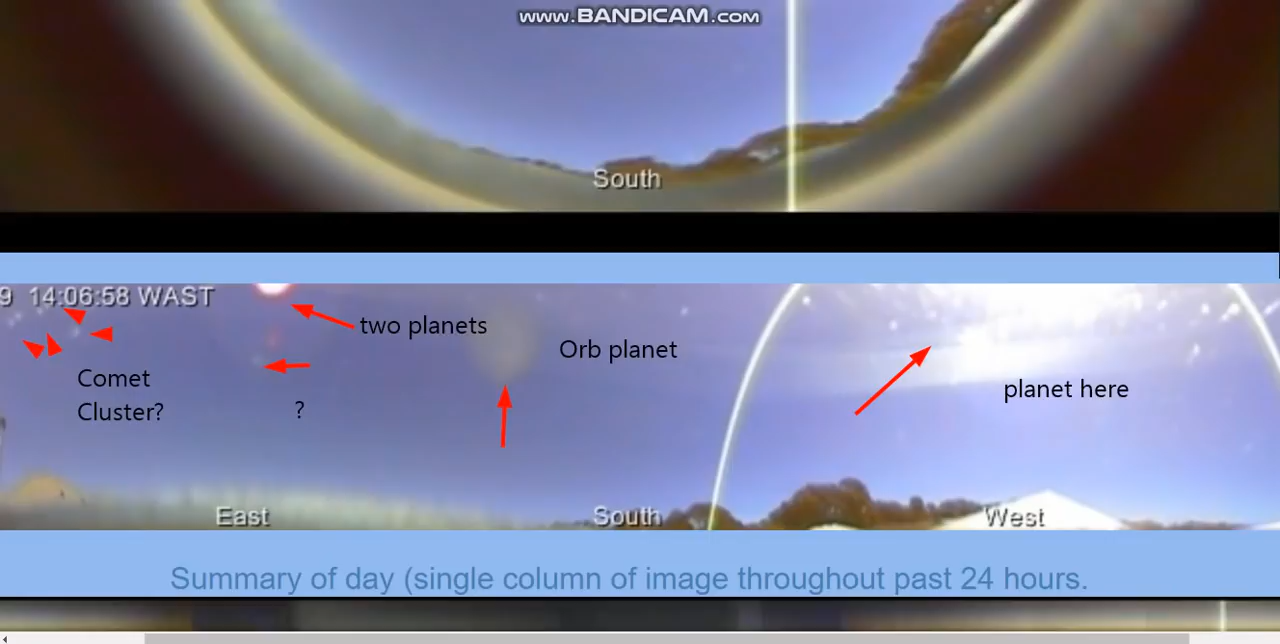 www.BANDICAM.com
South
9 14:06:58 WAST
two planets
Orb planet
Comet
Cluster?
?
planet here
East
South
West
Summary of day (single column of image throughout past 24 hours.